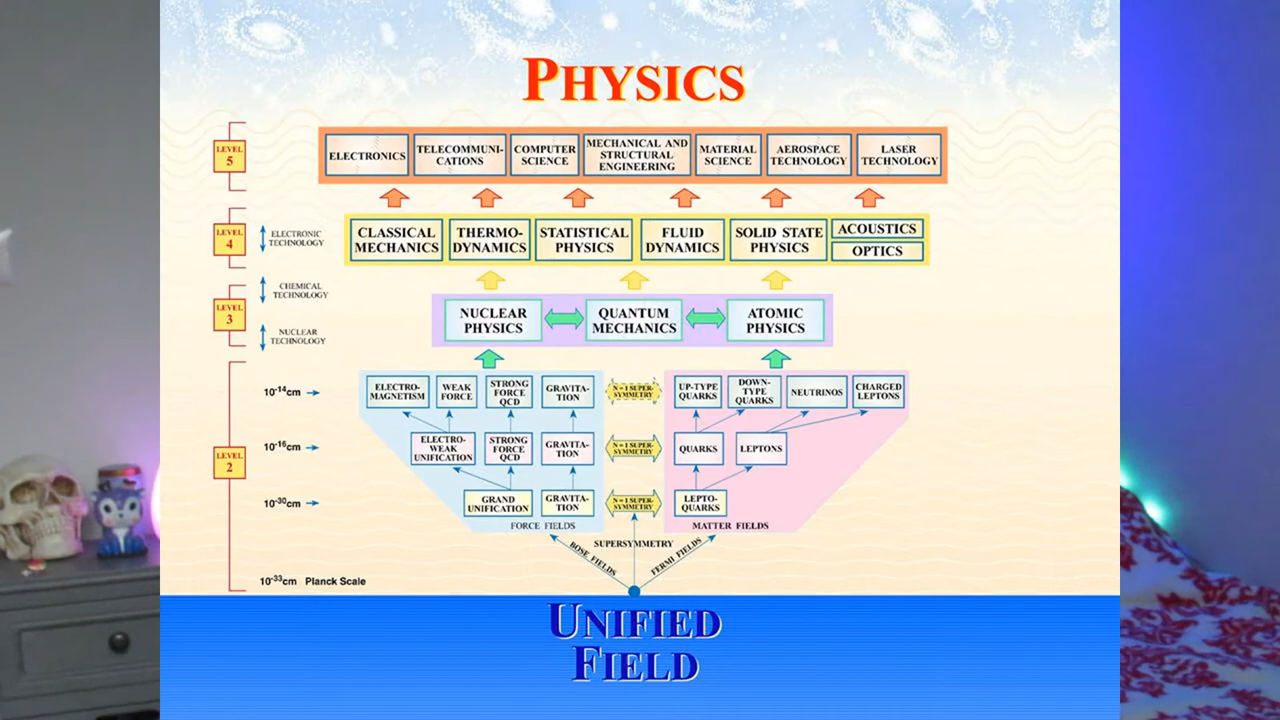 PHYSICS
LEVEL
5
ELECTRONICS
TELECOMMUNI-
CATIONS
COMPUTER
SCIENCE
MECHANICAL AND
STRUCTURAL
ENGINEERING
MATERIAL
SCIENCE
AEROSPACE
TECHNOLOGY
LASER
TECHNOLOGY
LEVEL
4
ELECTRONIC
TECHNOLOGY
CLASSICAL
MECHANICS
THERMO-
DYNAMICS
STATISTICAL
PHYSICS
FLUID
DYNAMICS
SOLID STATE
PHYSICS
ACOUSTICS
OPTICS
CHEMICAL
TECHNOLOGY
LEVEL
3
NUCLEAR
TECHNOLOGY
NUCLEAR
PHYSICS
QUANTUM
MECHANICS
ATOMIC
PHYSICS
LEVEL
2
10⁻¹⁴cm
ELECTRO-
MAGNETISM
WEAK
FORCE
STRONG
FORCE
QCD
GRAVITA-
TION
N = 1 SUPER-
SYMMETRY
UP-TYPE
QUARKS
DOWN-
TYPE
QUARKS
NEUTRINOS
CHARGED
LEPTONS
10⁻¹⁶cm
ELECTRO-
WEAK
UNIFICATION
STRONG
FORCE
QCD
GRAVITA-
TION
N = 1 SUPER-
SYMMETRY
QUARKS
LEPTONS
10⁻³⁰cm
GRAND
UNIFICATION
GRAVITA-
TION
N = 1 SUPER-
SYMMETRY
LEPTO-
QUARKS
FORCE FIELDS
MATTER FIELDS
SUPERSYMMETRY
BOSE FIELDS
FERMI FIELDS
10⁻³³cm Planck Scale
UNIFIED
FIELD